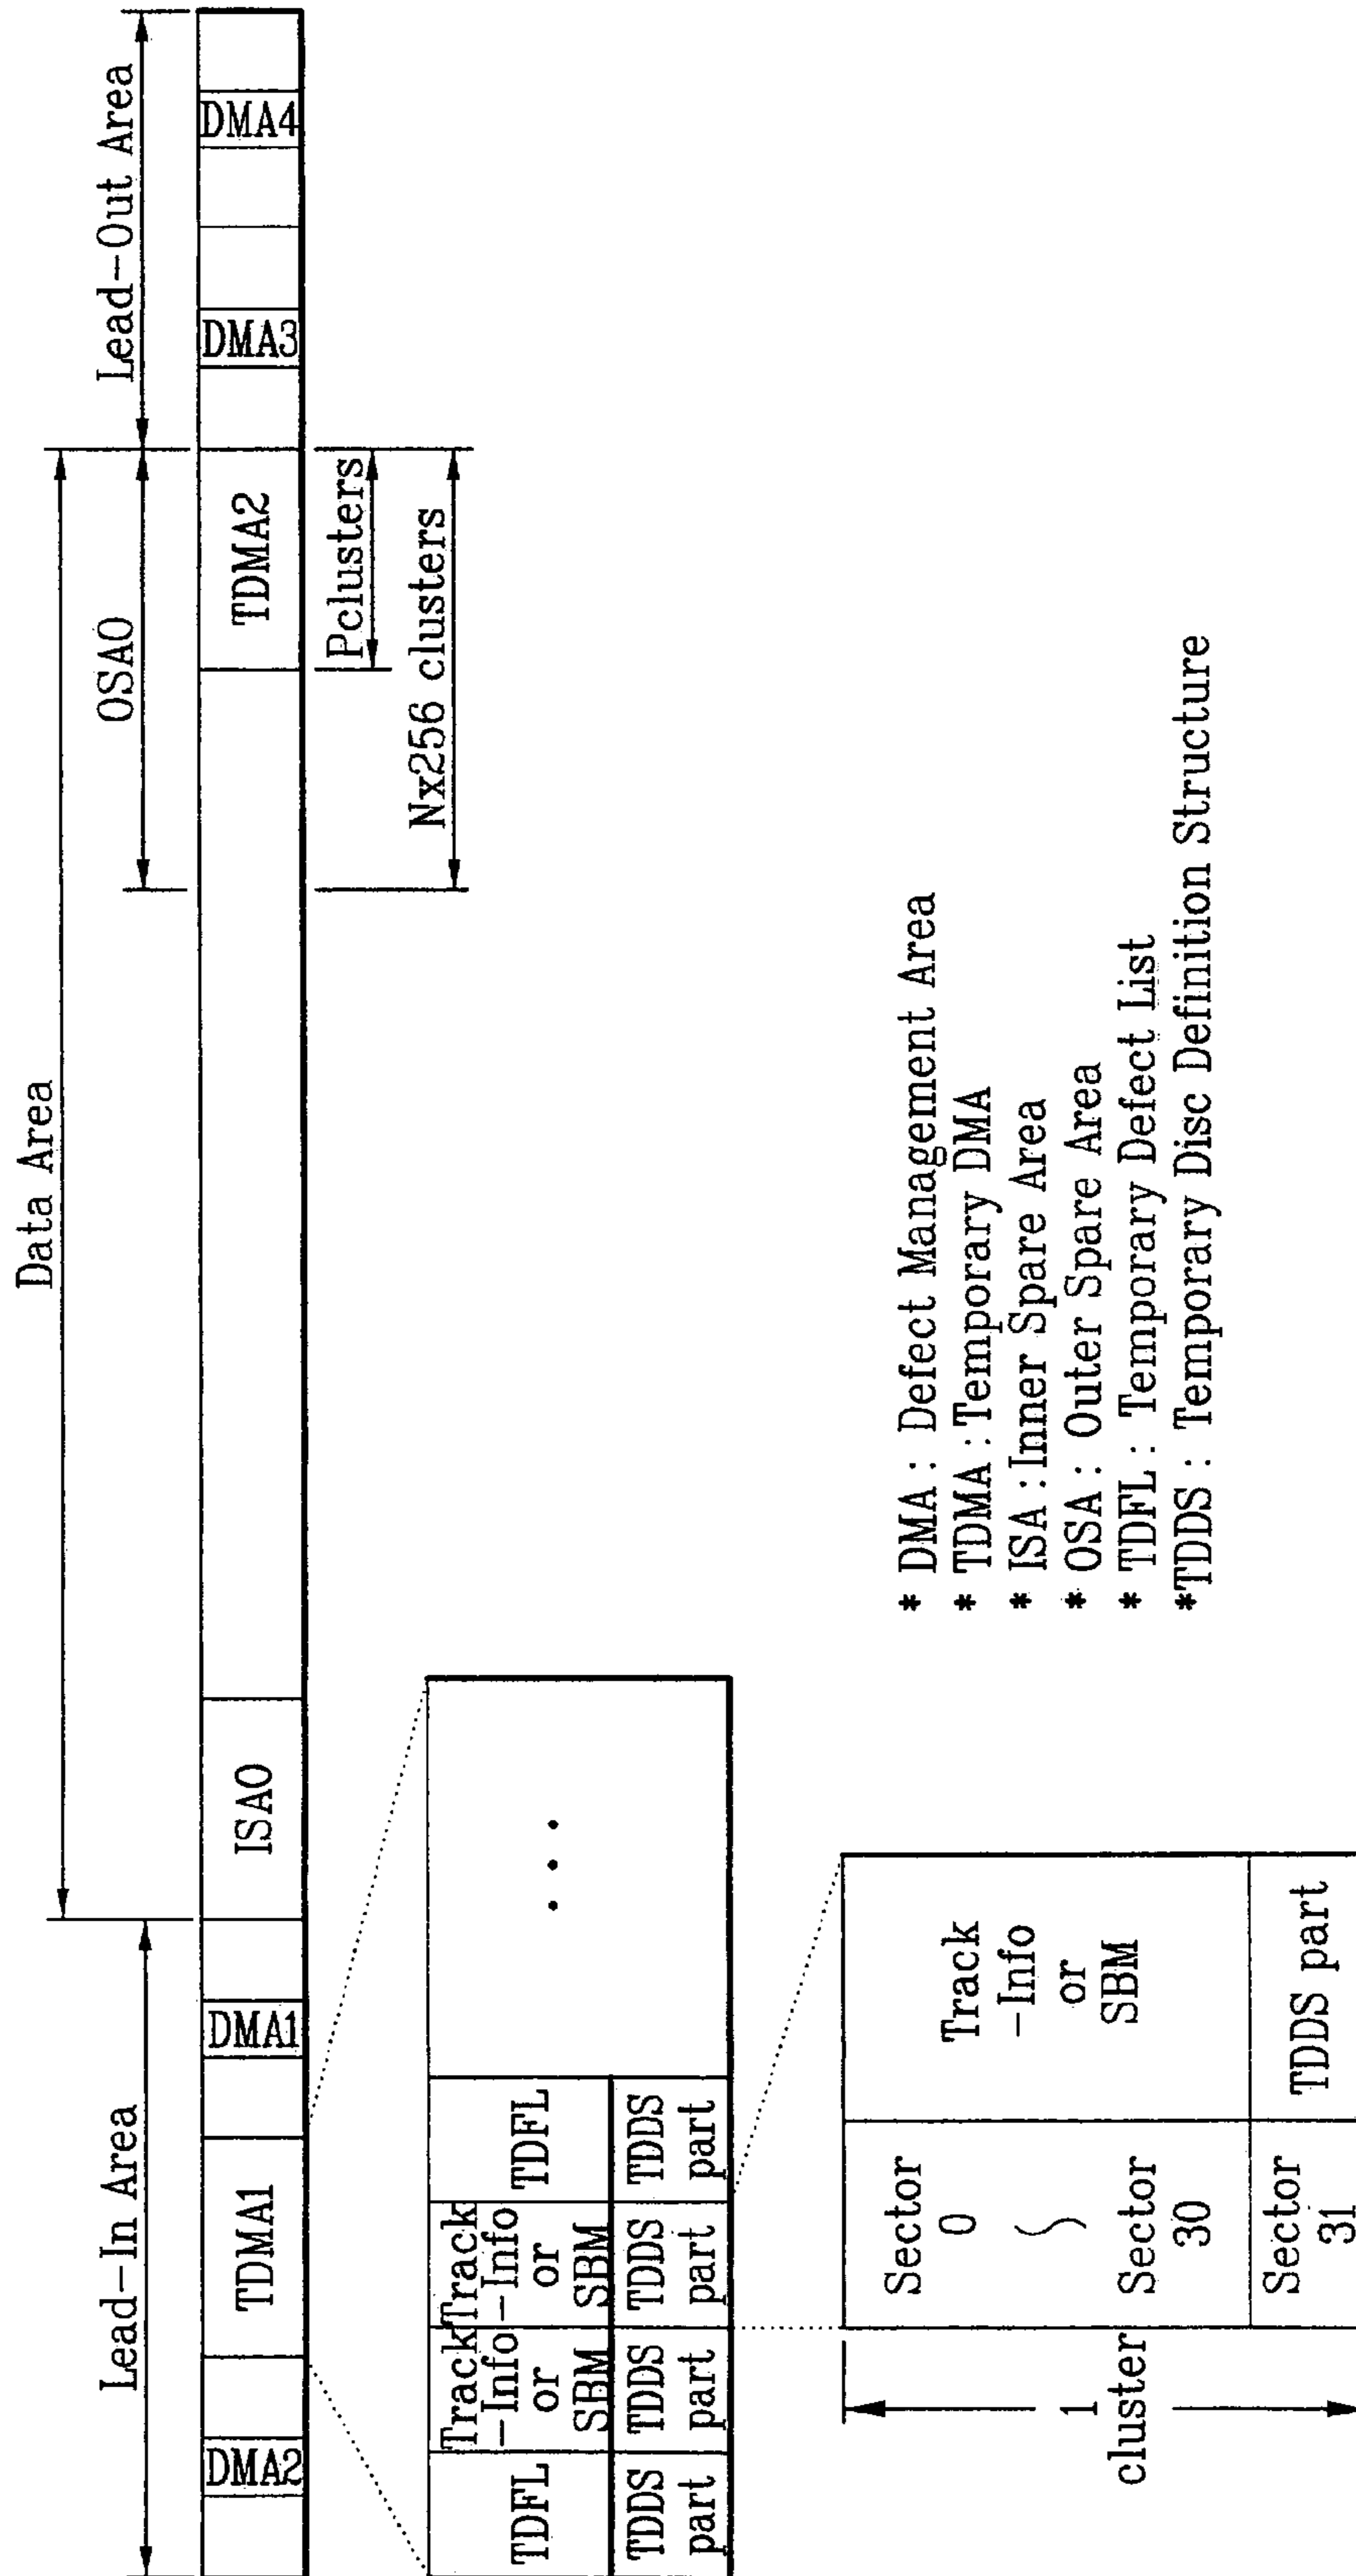 Data Area
Lead-In Area
OSA0
Lead-Out Area
DMA2
TDMA1
DMA1
ISA0
TDMA2
DMA3
DMA4
Pclusters
Nx256 clusters
TDFL
Track
-Info
or
SBM
Track
-Info
or
SBM
TDFL
...
TDDS
part
TDDS
part
TDDS
part
TDDS
part
1
cluster
Sector
0
~
Sector
30
Track
-Info
or
SBM
Sector
31
TDDS part
* DMA : Defect Management Area
* TDMA : Temporary DMA
* ISA : Inner Spare Area
* OSA : Outer Spare Area
* TDFL : Temporary Defect List
*TDDS : Temporary Disc Definition Structure